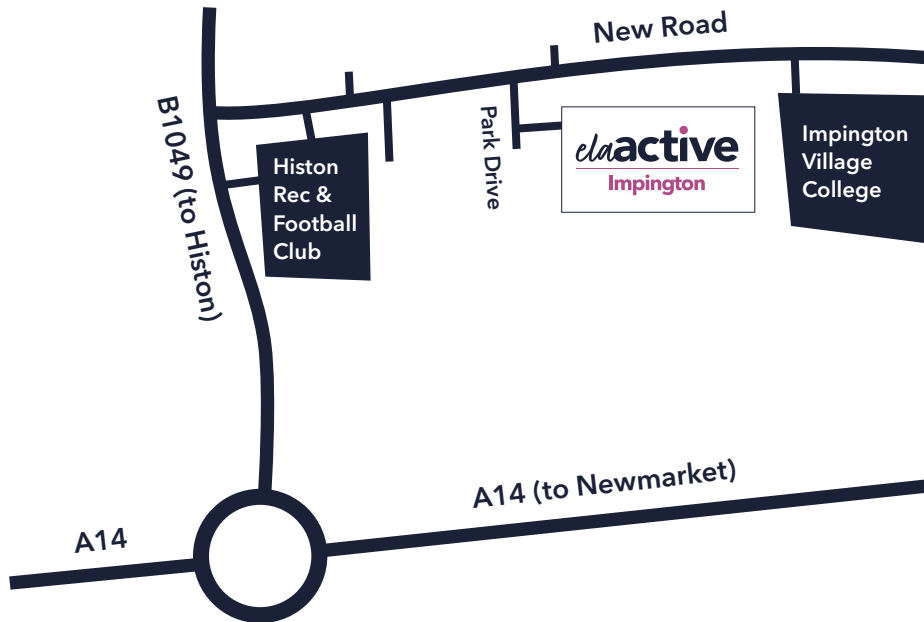 New Road
B1049 (to Histon)
Park Drive
elaactive
Impington
Impington
Village
College
Histon
Rec &
Football
Club
A14 (to Newmarket)
A14